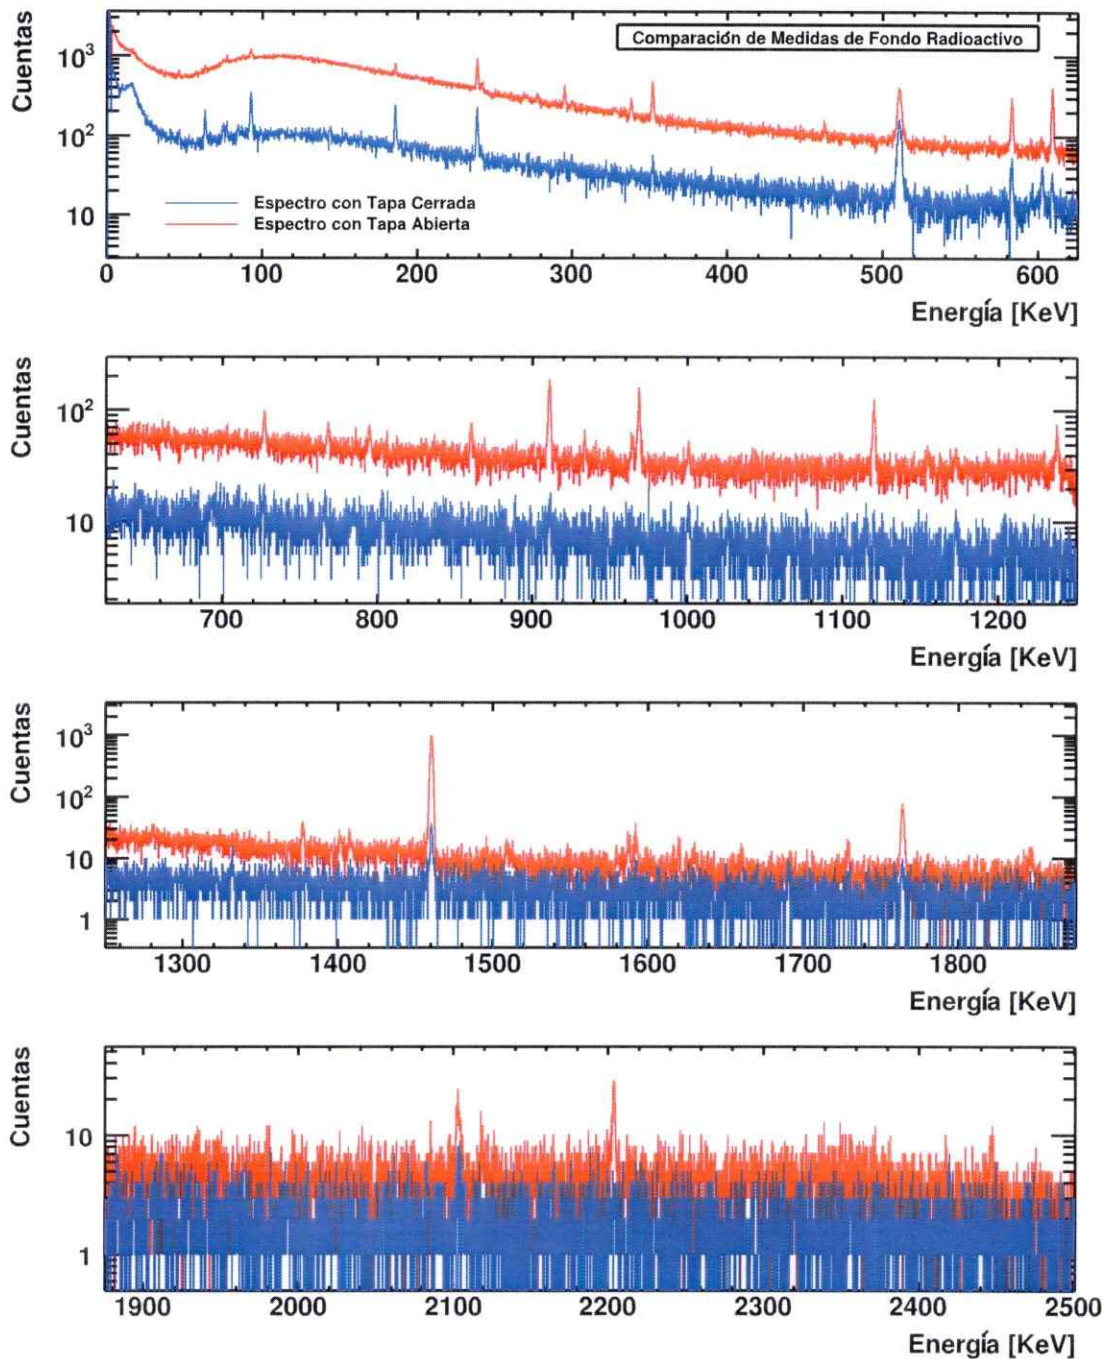 Comparación de Medidas de Fondo Radioactivo
Cuentas
10³
10²
10
Espectro con Tapa Cerrada
Espectro con Tapa Abierta
0 100 200 300 400 500 600
Energía [KeV]
Cuentas
10²
10
700 800 900 1000 1100 1200
Energía [KeV]
Cuentas
10³
10²
10
1
1300 1400 1500 1600 1700 1800
Energía [KeV]
Cuentas
10
1
1900 2000 2100 2200 2300 2400 2500
Energía [KeV]